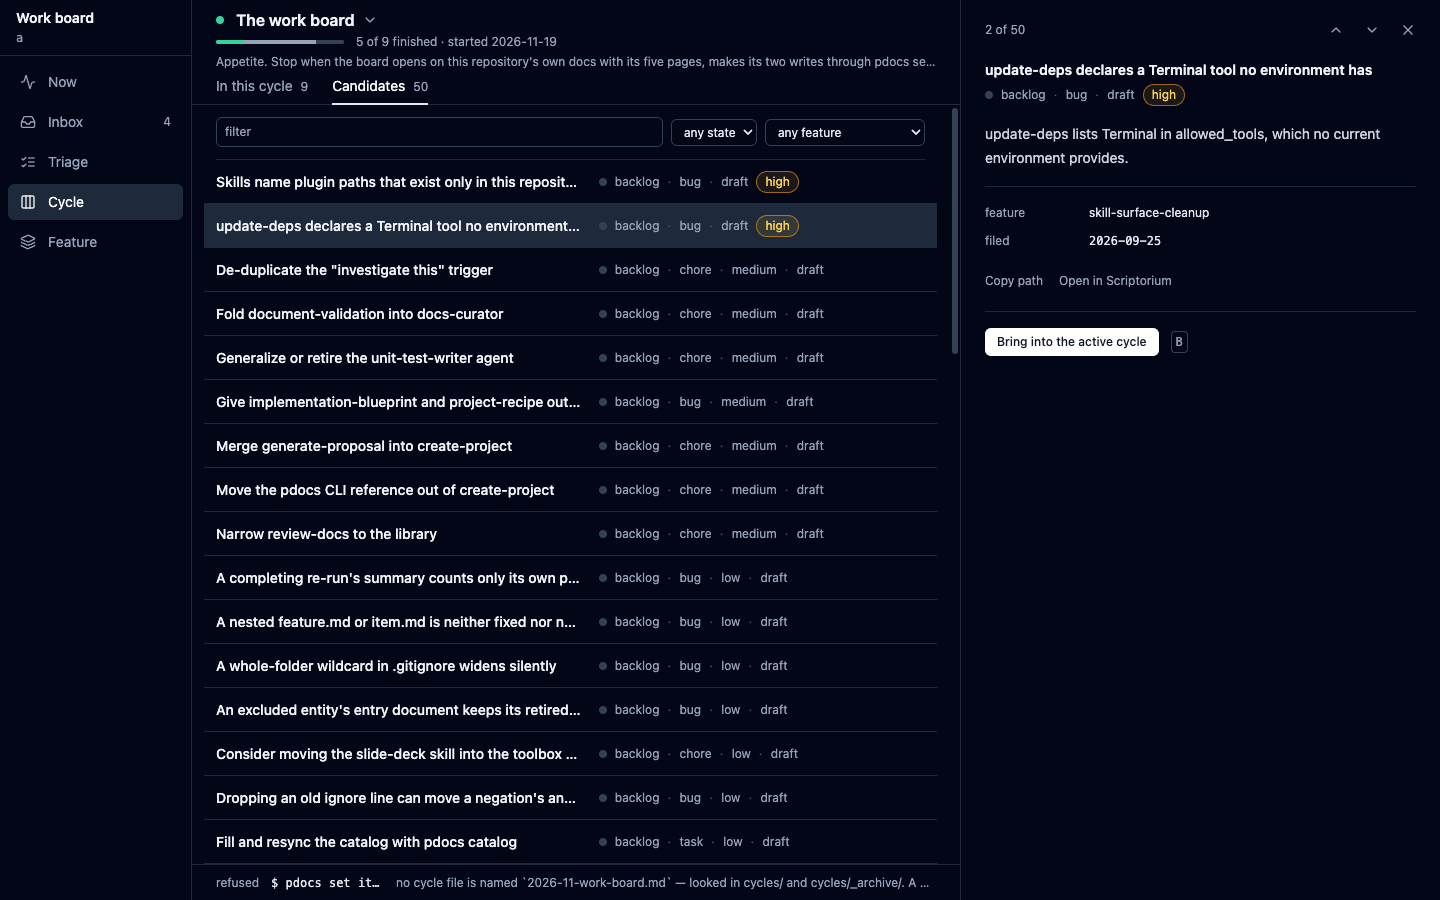 Work board
a
Now
Inbox 4
Triage
Cycle
Feature
The work board
5 of 9 finished · started 2026-11-19
Appetite. Stop when the board opens on this repository's own docs with its five pages, makes its two writes through pdocs se...
In this cycle 9 Candidates 50
filter any state any feature
Skills name plugin paths that exist only in this reposit... backlog · bug · draft high
update-deps declares a Terminal tool no environment... backlog · bug · draft high
De-duplicate the "investigate this" trigger backlog · chore · medium · draft
Fold document-validation into docs-curator backlog · chore · medium · draft
Generalize or retire the unit-test-writer agent backlog · chore · medium · draft
Give implementation-blueprint and project-recipe out... backlog · bug · medium · draft
Merge generate-proposal into create-project backlog · chore · medium · draft
Move the pdocs CLI reference out of create-project backlog · chore · medium · draft
Narrow review-docs to the library backlog · chore · medium · draft
A completing re-run's summary counts only its own p... backlog · bug · low · draft
A nested feature.md or item.md is neither fixed nor n... backlog · bug · low · draft
A whole-folder wildcard in .gitignore widens silently backlog · bug · low · draft
An excluded entity's entry document keeps its retired... backlog · bug · low · draft
Consider moving the slide-deck skill into the toolbox ... backlog · chore · low · draft
Dropping an old ignore line can move a negation's an... backlog · bug · low · draft
Fill and resync the catalog with pdocs catalog backlog · task · low · draft
refused $ pdocs set it… no cycle file is named `2026-11-work-board.md` — looked in cycles/ and cycles/_archive/. A ...
2 of 50
update-deps declares a Terminal tool no environment has
backlog · bug · draft high
update-deps lists Terminal in allowed_tools, which no current
environment provides.
feature skill-surface-cleanup
filed 2026-09-25
Copy path Open in Scriptorium
Bring into the active cycle B